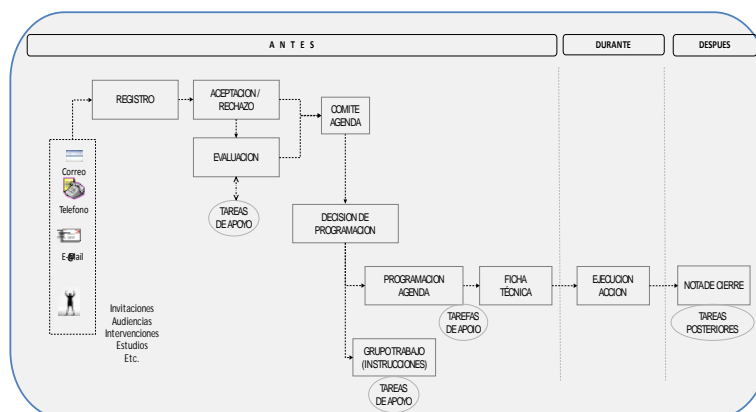 A N T E S
DURANTE
DESPUES
REGISTRO
ACEPTACION /
RECHAZO
COMITE
AGENDA
EVALUACION
Correo
Telefono
E-Mail
TAREAS
DE APOYO
DECISION DE
PROGRAMACION
PROGRAMACION
AGENDA
FICHA
TÉCNICA
EJECUCION
ACCION
NOTA DE CIERRE
TAREFAS
DE APOIO
TAREAS
POSTERIORES
Invitaciones
Audiencias
Intervenciones
Estudios
Etc.
GRUPO TRABAJO
(INSTRUCCIONES)
TAREAS
DE APOYO